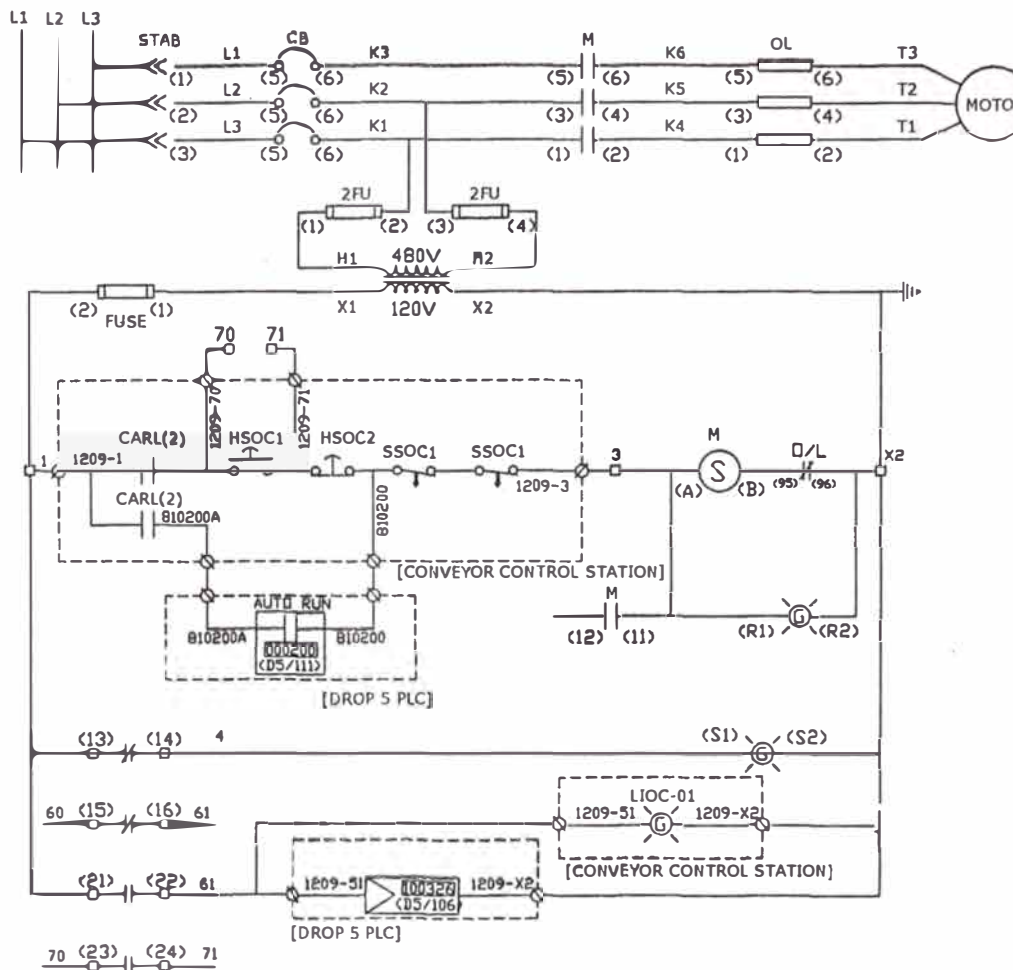 L1 L2 L3
STAB L1 CB K3 M K6 OL T3
(1) (5) (6) (5) (6) (5) (6)
L2 K2 K5 T2 MOTO
(2) (5) (6) (3) (4) (3) (4)
L3 K1 K4 T1
(3) (5) (6) (1) (2) (1) (2)
2FU 2FU
(1) (2) (3) (4)
H1 480V
(2) (1) X1 120V X2
FUSE
70 71
1209-70 1209-71
CARL(2) HSOC1 HSOC2 SSOC1 SSOC1 M O/L
1 1209-1 1209-3 3 S X2
(A) (B) (95) (96)
CARL(2)
810200A 810200
[CONVEYOR CONTROL STATION]
AUTO RUN M G
810200A 810200 (12) (11) (R1) (R2)
000200
(D5/111)
[DROP 5 PLC]
(13) (14) 4 (S1) G (S2)
LIOC-01
60 (15) (16) 61 1209-51 G 1209-X2
[CONVEYOR CONTROL STATION]
(21) (22) 61 1209-51 100326 1209-X2
(D5/106
[DROP 5 PLC]
70 (23) (24) 71